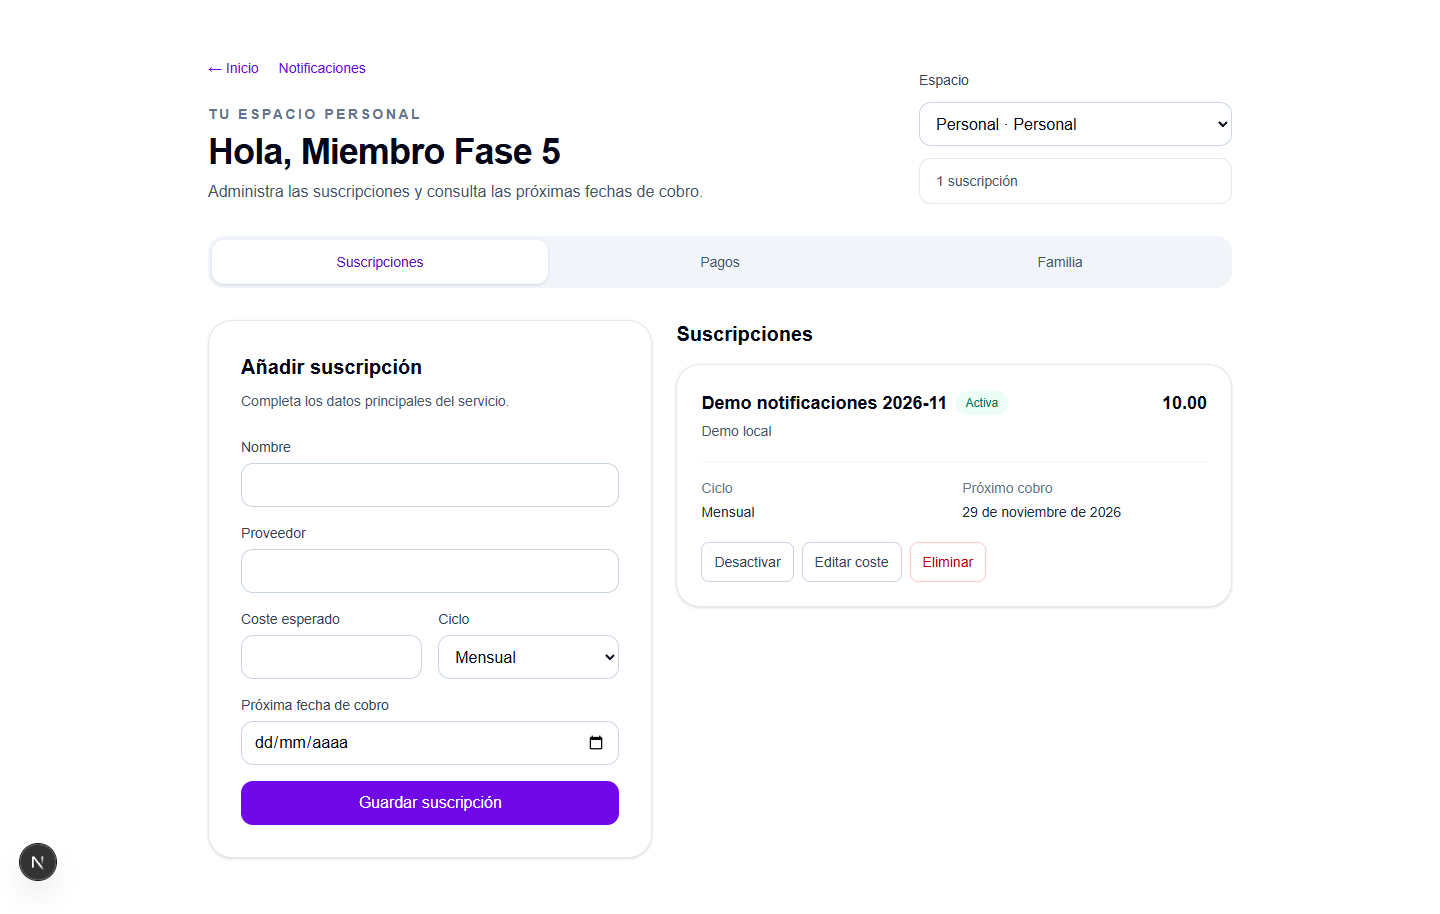 ← Inicio Notificaciones
TU ESPACIO PERSONAL
Hola, Miembro Fase 5
Administra las suscripciones y consulta las próximas fechas de cobro.
Espacio
Personal · Personal
1 suscripción
Suscripciones Pagos Familia
Añadir suscripción
Completa los datos principales del servicio.
Nombre
Proveedor
Coste esperado Ciclo
Mensual
Próxima fecha de cobro
dd/mm/aaaa
Guardar suscripción
Suscripciones
Demo notificaciones 2026-11 Activa 10.00
Demo local
Ciclo Próximo cobro
Mensual 29 de noviembre de 2026
Desactivar Editar coste Eliminar
N